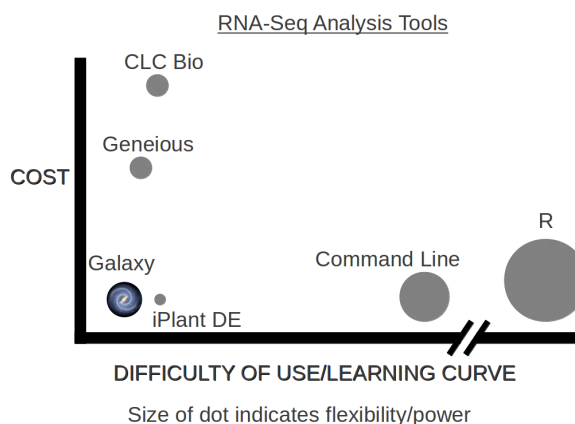 RNA-Seq Analysis Tools
CLC Bio
Geneious
COST
R
Command Line
Galaxy
iPlant DE
DIFFICULTY OF USE/LEARNING CURVE
Size of dot indicates flexibility/power